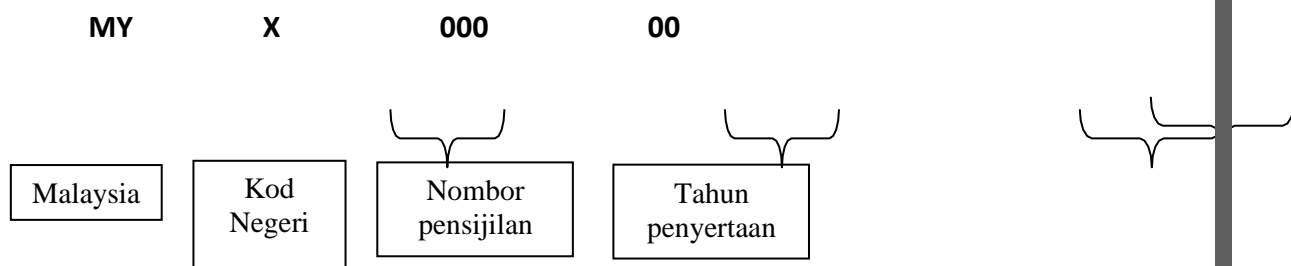 MY X 000 00
Malaysia
Kod
Negeri
Nombor
pensijilan
Tahun
penyertaan